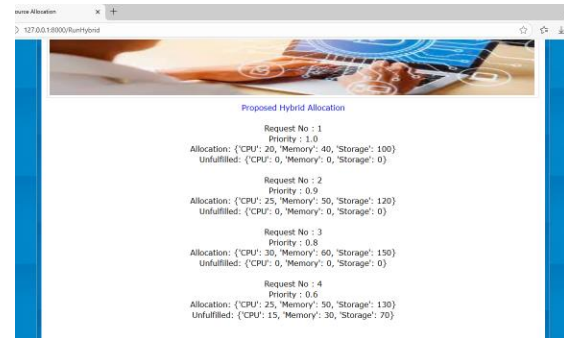 ource Allocation
127.0.0.1:8000/RunHybrid
Proposed Hybrid Allocation
Request No : 1
Priority : 1.0
Allocation: {'CPU': 20, 'Memory': 40, 'Storage': 100}
Unfulfilled: {'CPU': 0, 'Memory': 0, 'Storage': 0}
Request No : 2
Priority : 0.9
Allocation: {'CPU': 25, 'Memory': 50, 'Storage': 120}
Unfulfilled: {'CPU': 0, 'Memory': 0, 'Storage': 0}
Request No : 3
Priority : 0.8
Allocation: {'CPU': 30, 'Memory': 60, 'Storage': 150}
Unfulfilled: {'CPU': 0, 'Memory': 0, 'Storage': 0}
Request No : 4
Priority : 0.6
Allocation: {'CPU': 25, 'Memory': 50, 'Storage': 130}
Unfulfilled: {'CPU': 15, 'Memory': 30, 'Storage': 70}